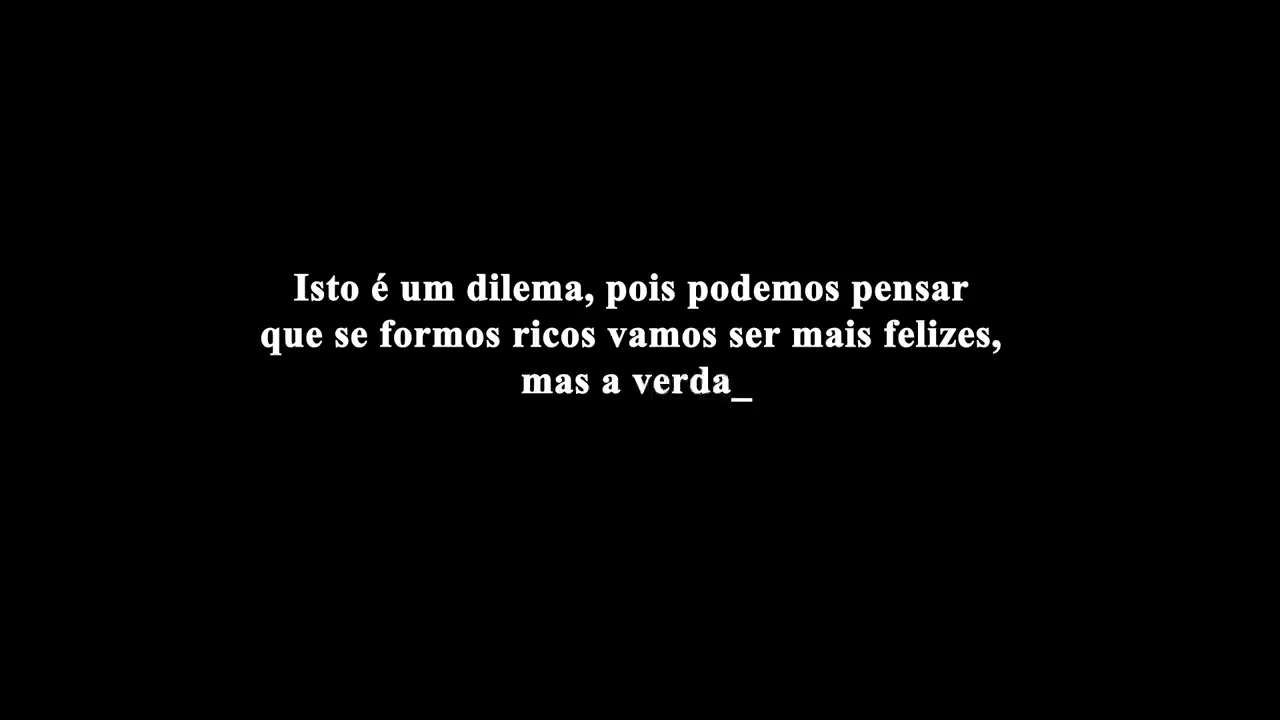 Isto é um dilema, pois podemos pensar
que se formos ricos vamos ser mais felizes,
mas a verda_